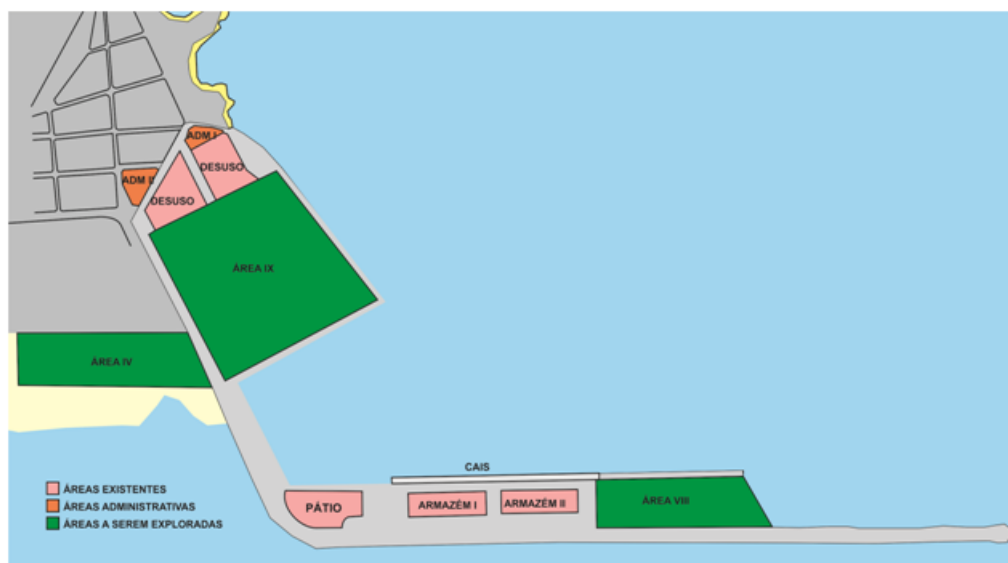 ADM I
DESUSO
ADM II
DESUSO
ÁREA IX
ÁREA IV
CAIS
PÁTIO
ARMAZÉM I
ARMAZÉM II
ÁREA VIII
ÁREAS EXISTENTES
ÁREAS ADMINISTRATIVAS
ÁREAS A SEREM EXPLORADAS